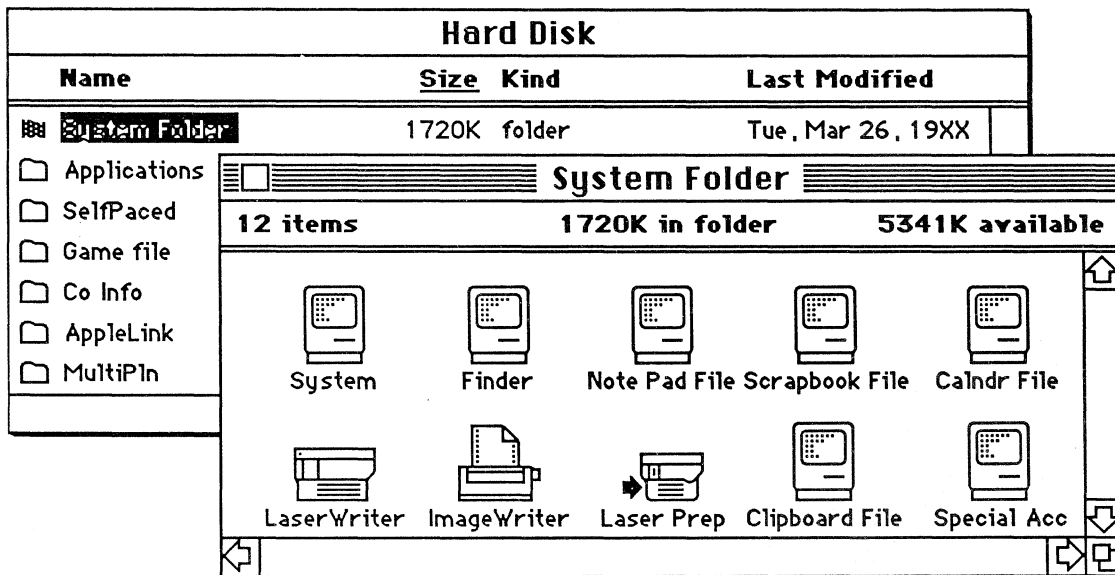 Hard Disk
Name Size Kind Last Modified
System Folder 1720K folder Tue, Mar 26, 19XX
Applications
SelfPaced
Game file
Co Info
AppleLink
MultiPln
System Folder
12 items 1720K in folder 5341K available
System Finder Note Pad File Scrapbook File Calndr File
LaserWriter ImageWriter Laser Prep Clipboard File Special Acc